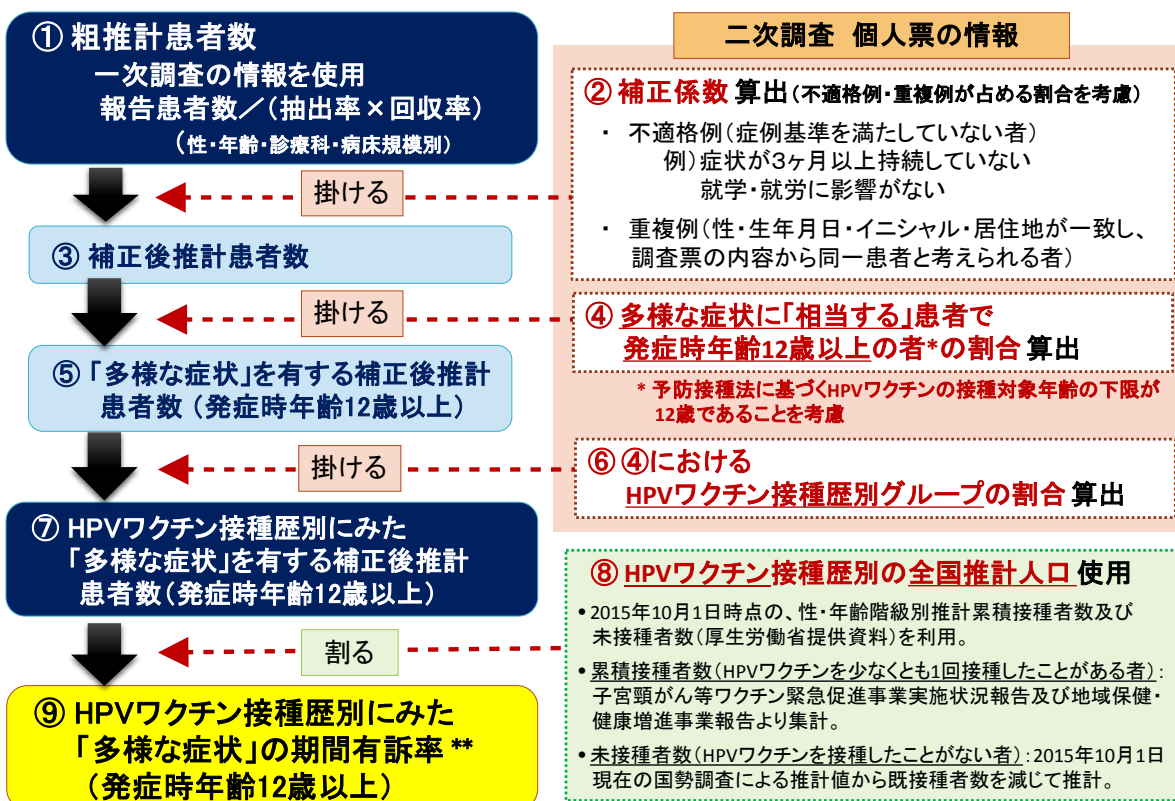 ① 粗推計患者数
一次調査の情報を使用
報告患者数／（抽出率×回収率）
（性・年齢・診療科・病床規模別）
掛ける
③ 補正後推計患者数
掛ける
⑤ 「多様な症状」を有する補正後推計
患者数（発症時年齢12歳以上）
掛ける
⑦ HPVワクチン接種歴別にみた
「多様な症状」を有する補正後推計
患者数（発症時年齢12歳以上）
割る
⑨ HPVワクチン接種歴別にみた
「多様な症状」の期間有訴率 **
（発症時年齢12歳以上）
二次調査 個人票の情報
② 補正係数 算出（不適格例・重複例が占める割合を考慮）
・ 不適格例（症例基準を満たしていない者）
例）症状が３ヶ月以上持続していない
就学・就労に影響がない
・ 重複例（性・生年月日・イニシャル・居住地が一致し、
調査票の内容から同一患者と考えられる者）
④ 多様な症状に「相当する」患者で
発症時年齢12歳以上の者*の割合 算出
* 予防接種法に基づくHPVワクチンの接種対象年齢の下限が
12歳であることを考慮
⑥ ④における
HPVワクチン接種歴別グループの割合 算出
⑧ HPVワクチン接種歴別の全国推計人口 使用
• 2015年10月1日時点の、性・年齢階級別推計累積接種者数及び
未接種者数（厚生労働省提供資料）を利用。
• 累積接種者数（HPVワクチンを少なくとも1回接種したことがある者）：
子宮頸がん等ワクチン緊急促進事業実施状況報告及び地域保健・
健康増進事業報告より集計。
• 未接種者数（HPVワクチンを接種したことがない者）：2015年10月1日
現在の国勢調査による推計値から既接種者数を減じて推計。